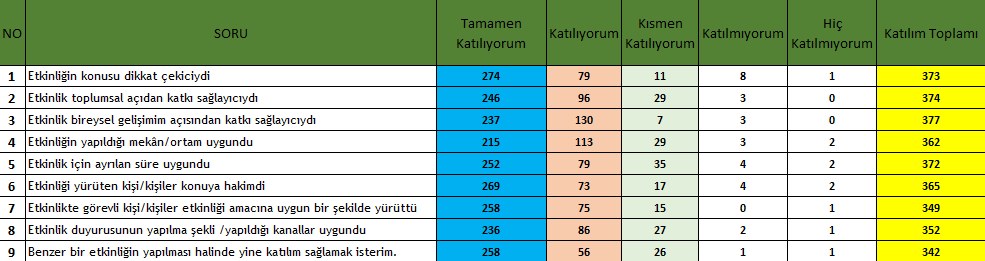 NO SORU Tamamen Katılıyorum Katılıyorum Kısmen Katılıyorum Katılmıyorum Hiç Katılmıyorum Katılım Toplamı
1 Etkinliğin konusu dikkat çekiciydi 274 79 11 8 1 373
2 Etkinlik toplumsal açıdan katkı sağlayıcıydı 246 96 29 3 0 374
3 Etkinlik bireysel gelişimim açısından katkı sağlayıcıydı 237 130 7 3 0 377
4 Etkinliğin yapıldığı mekân/ortam uygundu 215 113 29 3 2 362
5 Etkinlik için ayrılan süre uygundu 252 79 35 4 2 372
6 Etkinliği yürüten kişi/kişiler konuya hakimdi 269 73 17 4 2 365
7 Etkinlikte görevli kişi/kişiler etkinliği amacına uygun bir şekilde yürüttü 258 75 15 0 1 349
8 Etkinlik duyurusunun yapılma şekli /yapıldığı kanallar uygundu 236 86 27 2 1 352
9 Benzer bir etkinliğin yapılması halinde yine katılım sağlamak isterim. 258 56 26 1 1 342